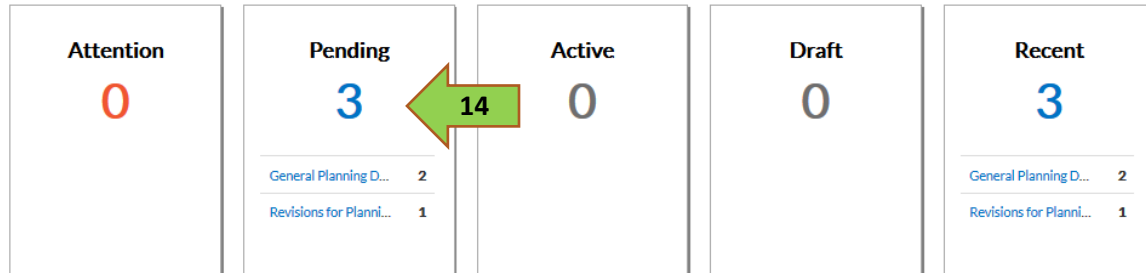 Attention
0
Pending
3
General Planning D... 2
Revisions for Planni... 1
14
Active
0
Draft
0
Recent
3
General Planning D... 2
Revisions for Planni... 1